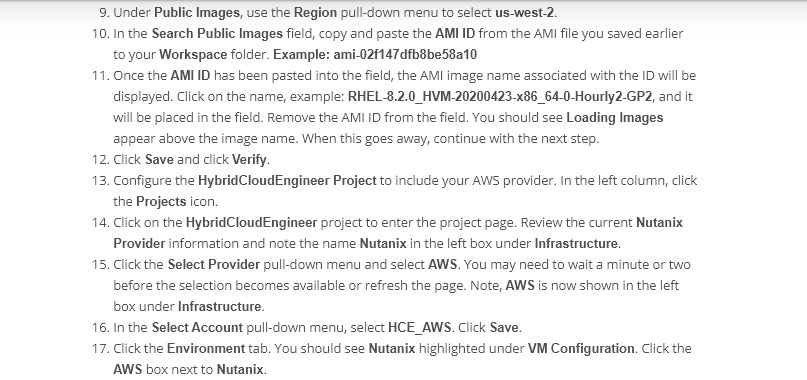 9. Under Public Images, use the Region pull-down menu to select us-west-2.
10. In the Search Public Images field, copy and paste the AMI ID from the AMI file you saved earlier
to your Workspace folder. Example: ami-02f147dfb8be58a10
11. Once the AMI ID has been pasted into the field, the AMI image name associated with the ID will be
displayed. Click on the name, example: RHEL-8.2.0_HVM-20200423-x86_64-0-Hourly2-GP2, and it
will be placed in the field. Remove the AMI ID from the field. You should see Loading Images
appear above the image name. When this goes away, continue with the next step.
12. Click Save and click Verify.
13. Configure the HybridCloudEngineer Project to include your AWS provider. In the left column, click
the Projects icon.
14. Click on the HybridCloudEngineer project to enter the project page. Review the current Nutanix
Provider information and note the name Nutanix in the left box under Infrastructure.
15. Click the Select Provider pull-down menu and select AWS. You may need to wait a minute or two
before the selection becomes available or refresh the page. Note, AWS is now shown in the left
box under Infrastructure.
16. In the Select Account pull-down menu, select HCE_AWS. Click Save.
17. Click the Environment tab. You should see Nutanix highlighted under VM Configuration. Click the
AWS box next to Nutanix.